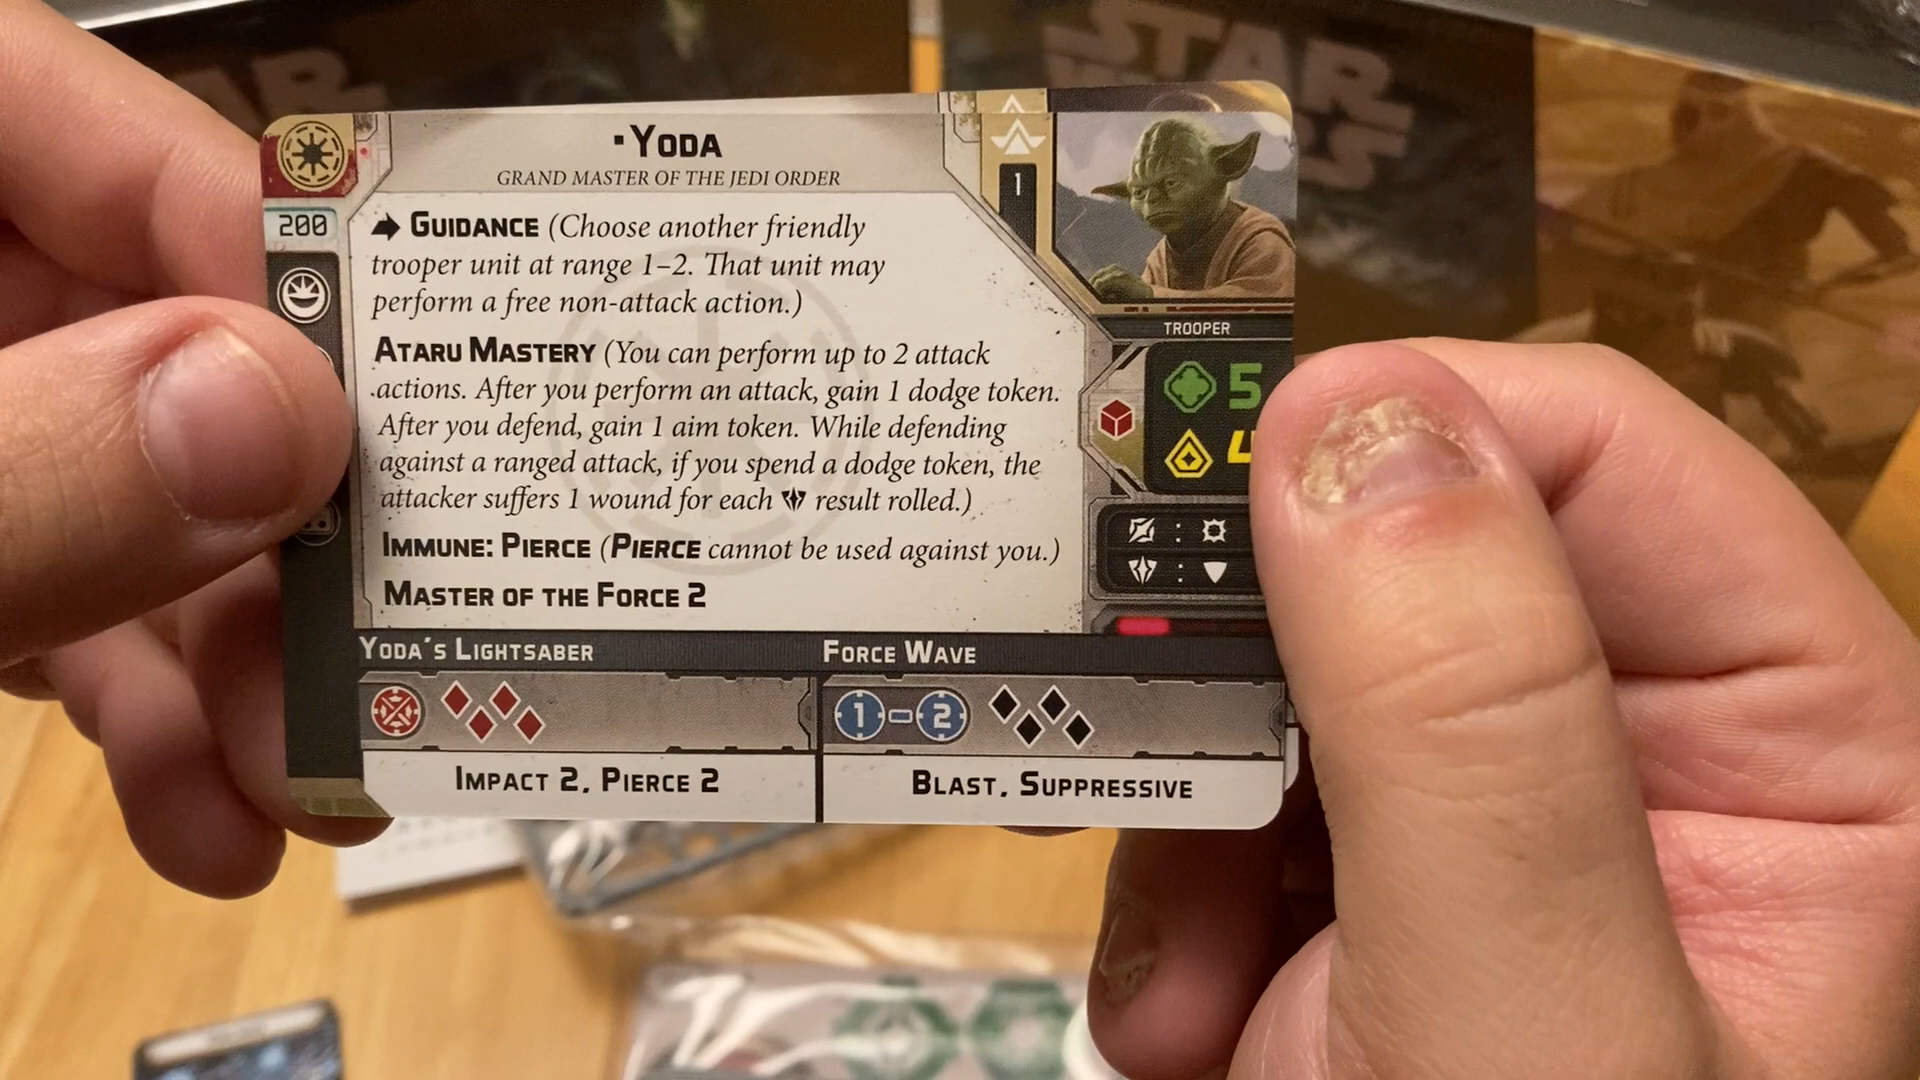 STAR
WARS
AR
▪YODA
GRAND MASTER OF THE JEDI ORDER
1
200
GUIDANCE (Choose another friendly
trooper unit at range 1–2. That unit may
perform a free non-attack action.)
ATARU MASTERY (You can perform up to 2 attack
actions. After you perform an attack, gain 1 dodge token.
After you defend, gain 1 aim token. While defending
against a ranged attack, if you spend a dodge token, the
attacker suffers 1 wound for each result rolled.)
IMMUNE: PIERCE (PIERCE cannot be used against you.)
MASTER OF THE FORCE 2
TROOPER
5
4
:
:
YODA'S LIGHTSABER
FORCE WAVE
1-2
IMPACT 2, PIERCE 2
BLAST, SUPPRESSIVE